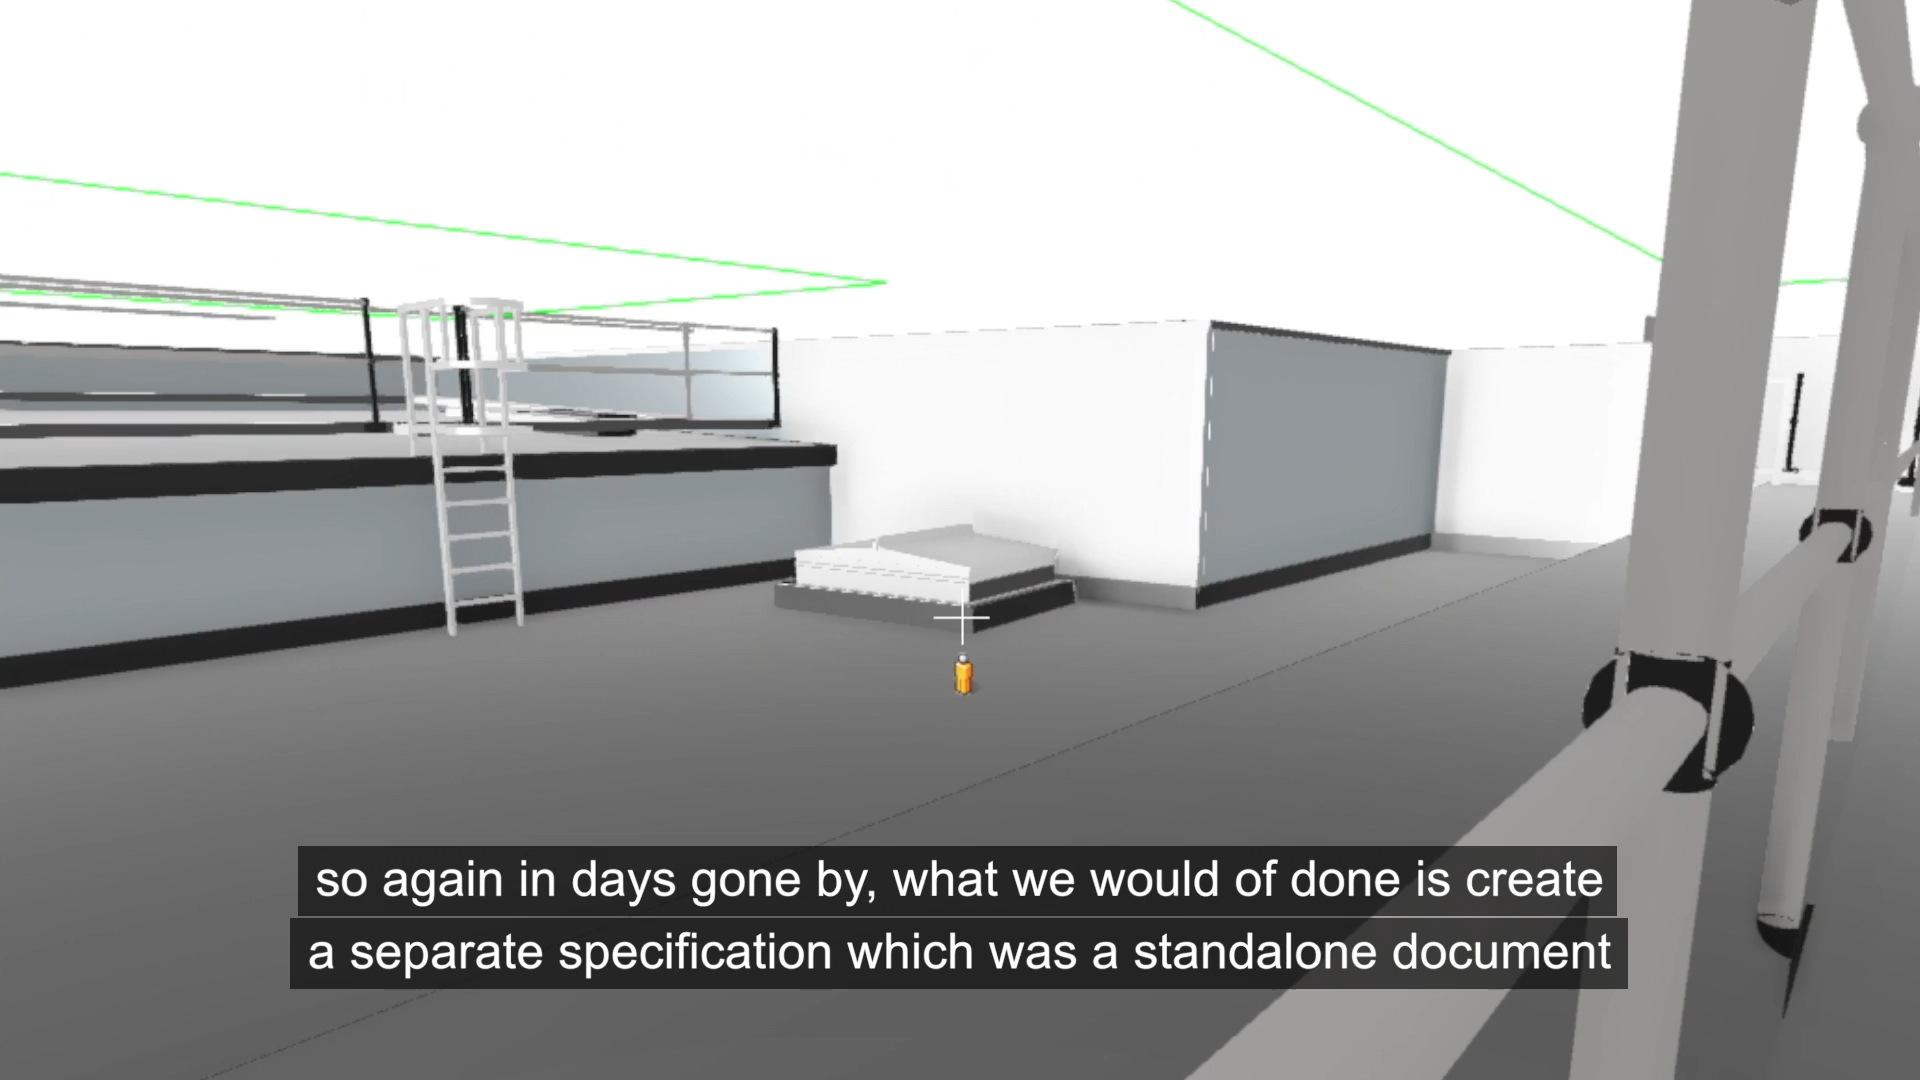 so again in days gone by, what we would of done is create
a separate specification which was a standalone document